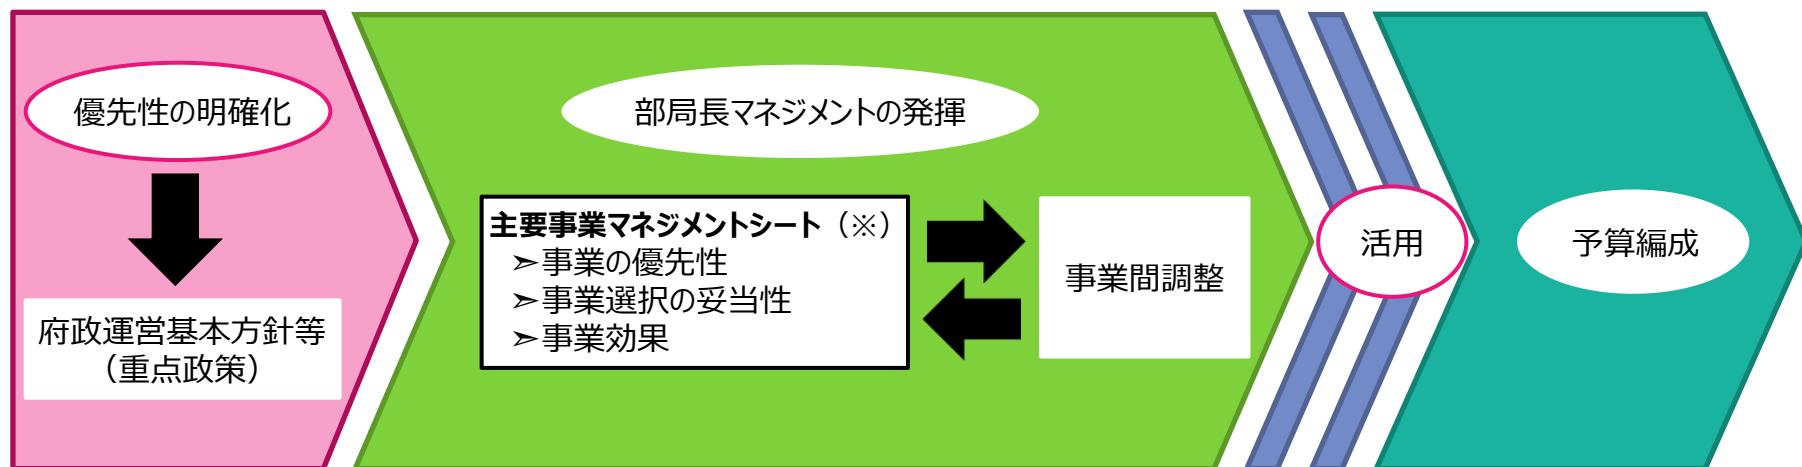 優先性の明確化
府政運営基本方針等
（重点政策）
部局長マネジメントの発揮
主要事業マネジメントシート（※）
➣事業の優先性
➣事業選択の妥当性
➣事業効果
事業間調整
活用
予算編成